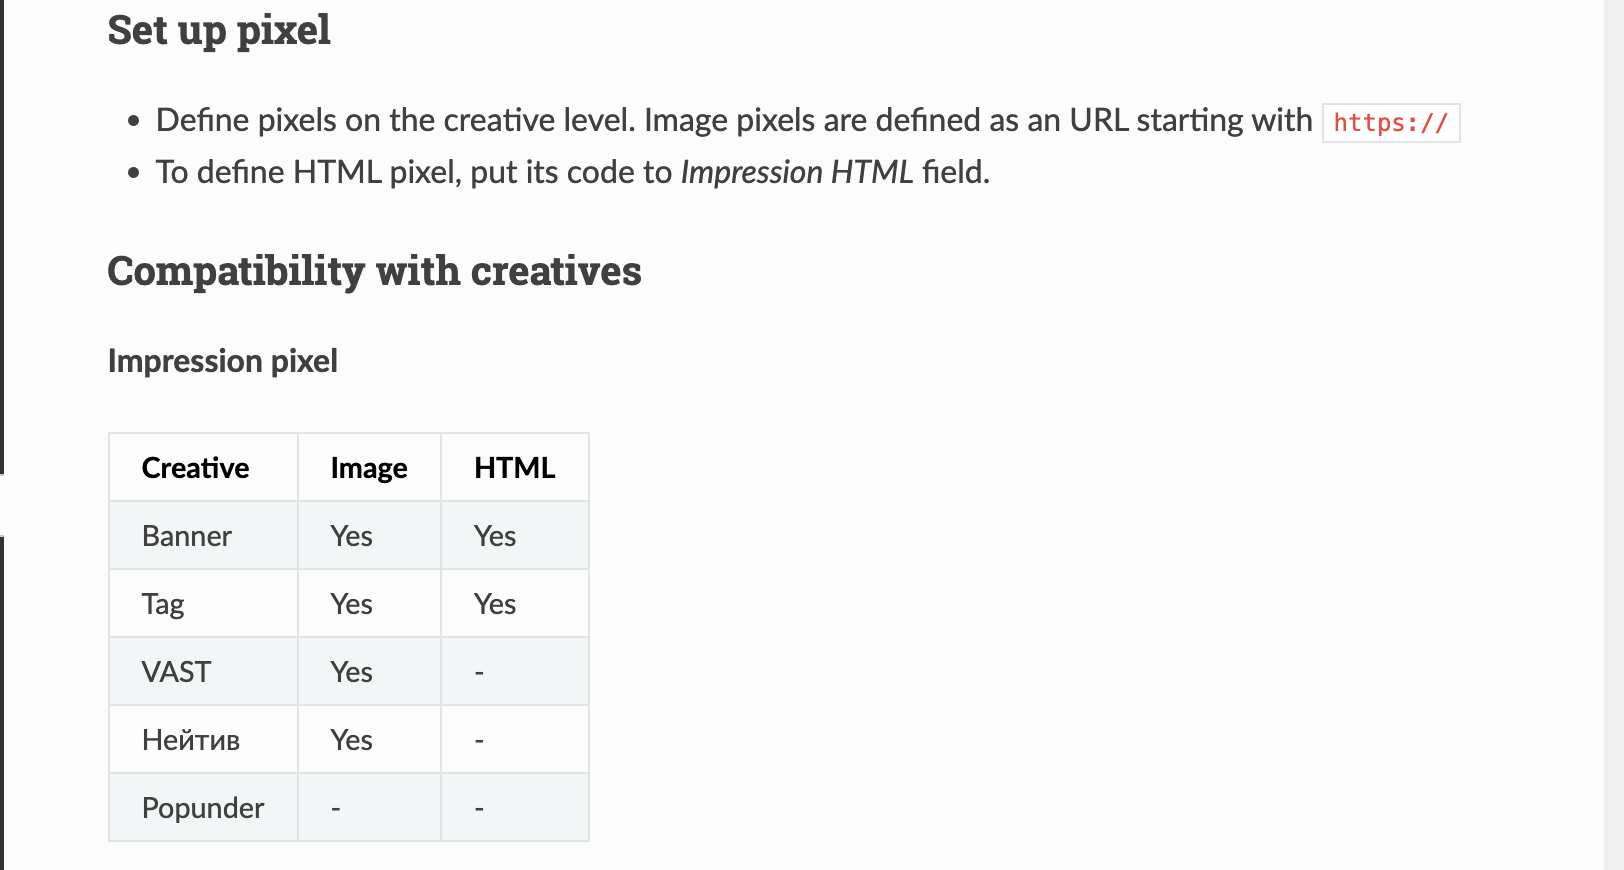 Set up pixel
• Define pixels on the creative level. Image pixels are defined as an URL starting with https://
• To define HTML pixel, put its code to Impression HTML field.
Compatibility with creatives
Impression pixel
Creative Image HTML
Banner Yes Yes
Tag Yes Yes
VAST Yes -
Нейтив Yes -
Popunder - -